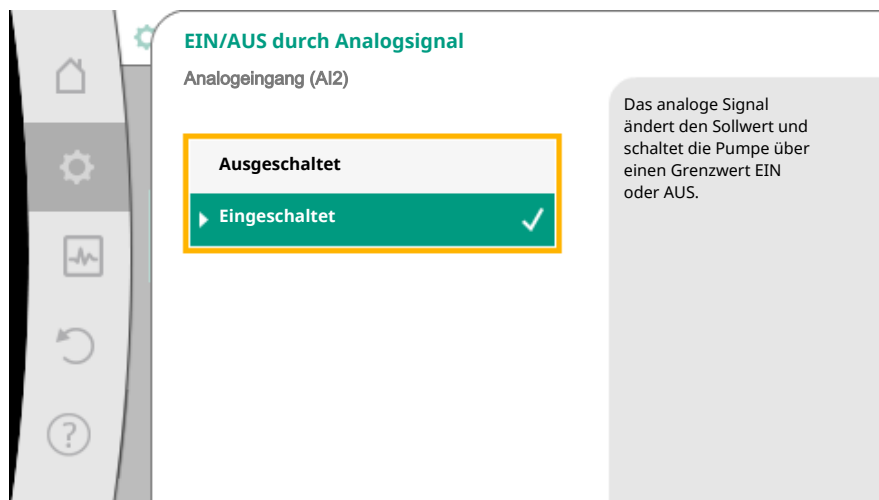 EIN/AUS durch Analogsignal
Analogeingang (AI2)
Ausgeschaltet
Eingeschaltet
Das analoge Signal
ändert den Sollwert und
schaltet die Pumpe über
einen Grenzwert EIN
oder AUS.
?